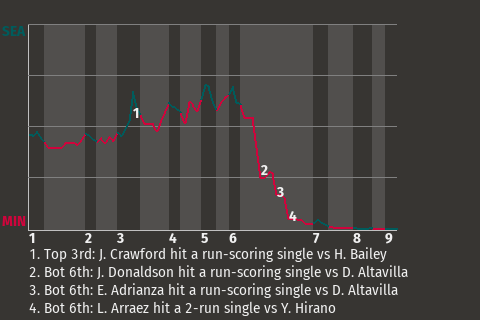 SEA
1
2
3
4
MIN
1 2 3 4 5 6 7 8 9
1. Top 3rd: J. Crawford hit a run-scoring single vs H. Bailey
2. Bot 6th: J. Donaldson hit a run-scoring single vs D. Altavilla
3. Bot 6th: E. Adrianza hit a run-scoring single vs D. Altavilla
4. Bot 6th: L. Arraez hit a 2-run single vs Y. Hirano